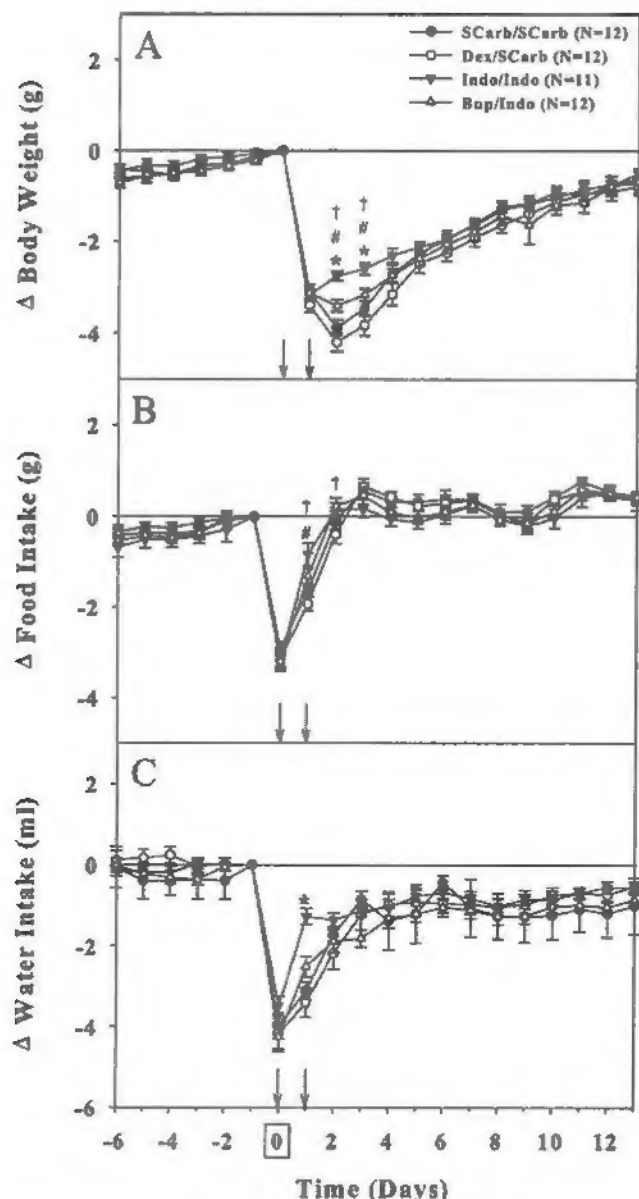 A
SCarb/SCarb (N=12)
Dex/SCarb (N=12)
Indo/Indo (N=11)
Bup/Indo (N=12)
Δ Body Weight (g)
2
0
-2
-4
†
#
*
†
#
*
B
Δ Food Intake (g)
2
0
-2
-4
†
#
†
C
Δ Water Intake (ml)
2
0
-2
-4
-6
*
-6 -4 -2 0 2 4 6 8 10 12
Time (Days)